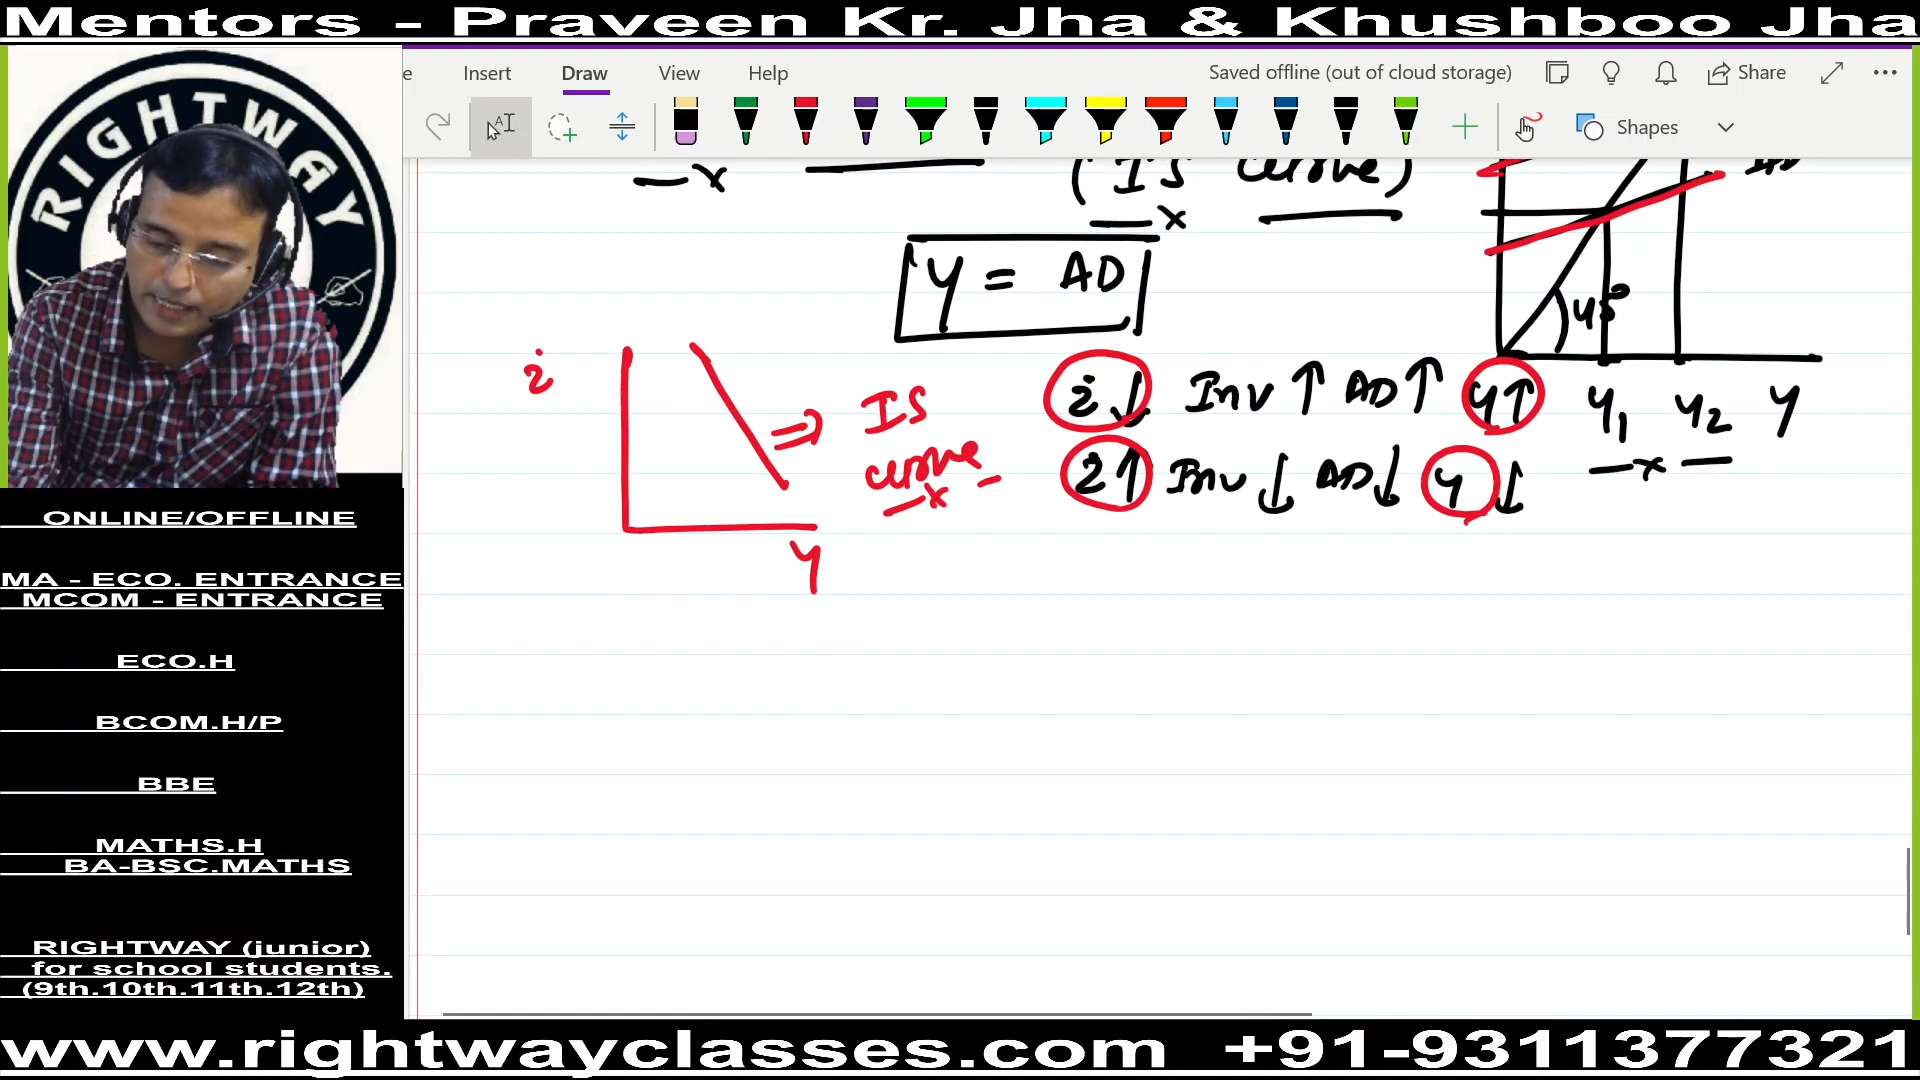 Mentors - Praveen Kr. Jha & Khushboo Jha
RIGHTWAY
e Insert Draw View Help Saved offline (out of cloud storage) Share
Shapes
x (IS curve) AD
x
Y = AD
45°
i i↓ Inv↑ AD↑ Y↑ Y1 Y2 Y
⇒ IS
curve i↑ Inv↓ AD↓ Y↓ x
x
Y
ONLINE/OFFLINE
MA - ECO. ENTRANCE
MCOM - ENTRANCE
ECO.H
BCOM.H/P
BBE
MATHS.H
BA-BSC.MATHS
RIGHTWAY (junior)
for school students.
(9th.10th.11th.12th)
www.rightwayclasses.com +91-9311377321